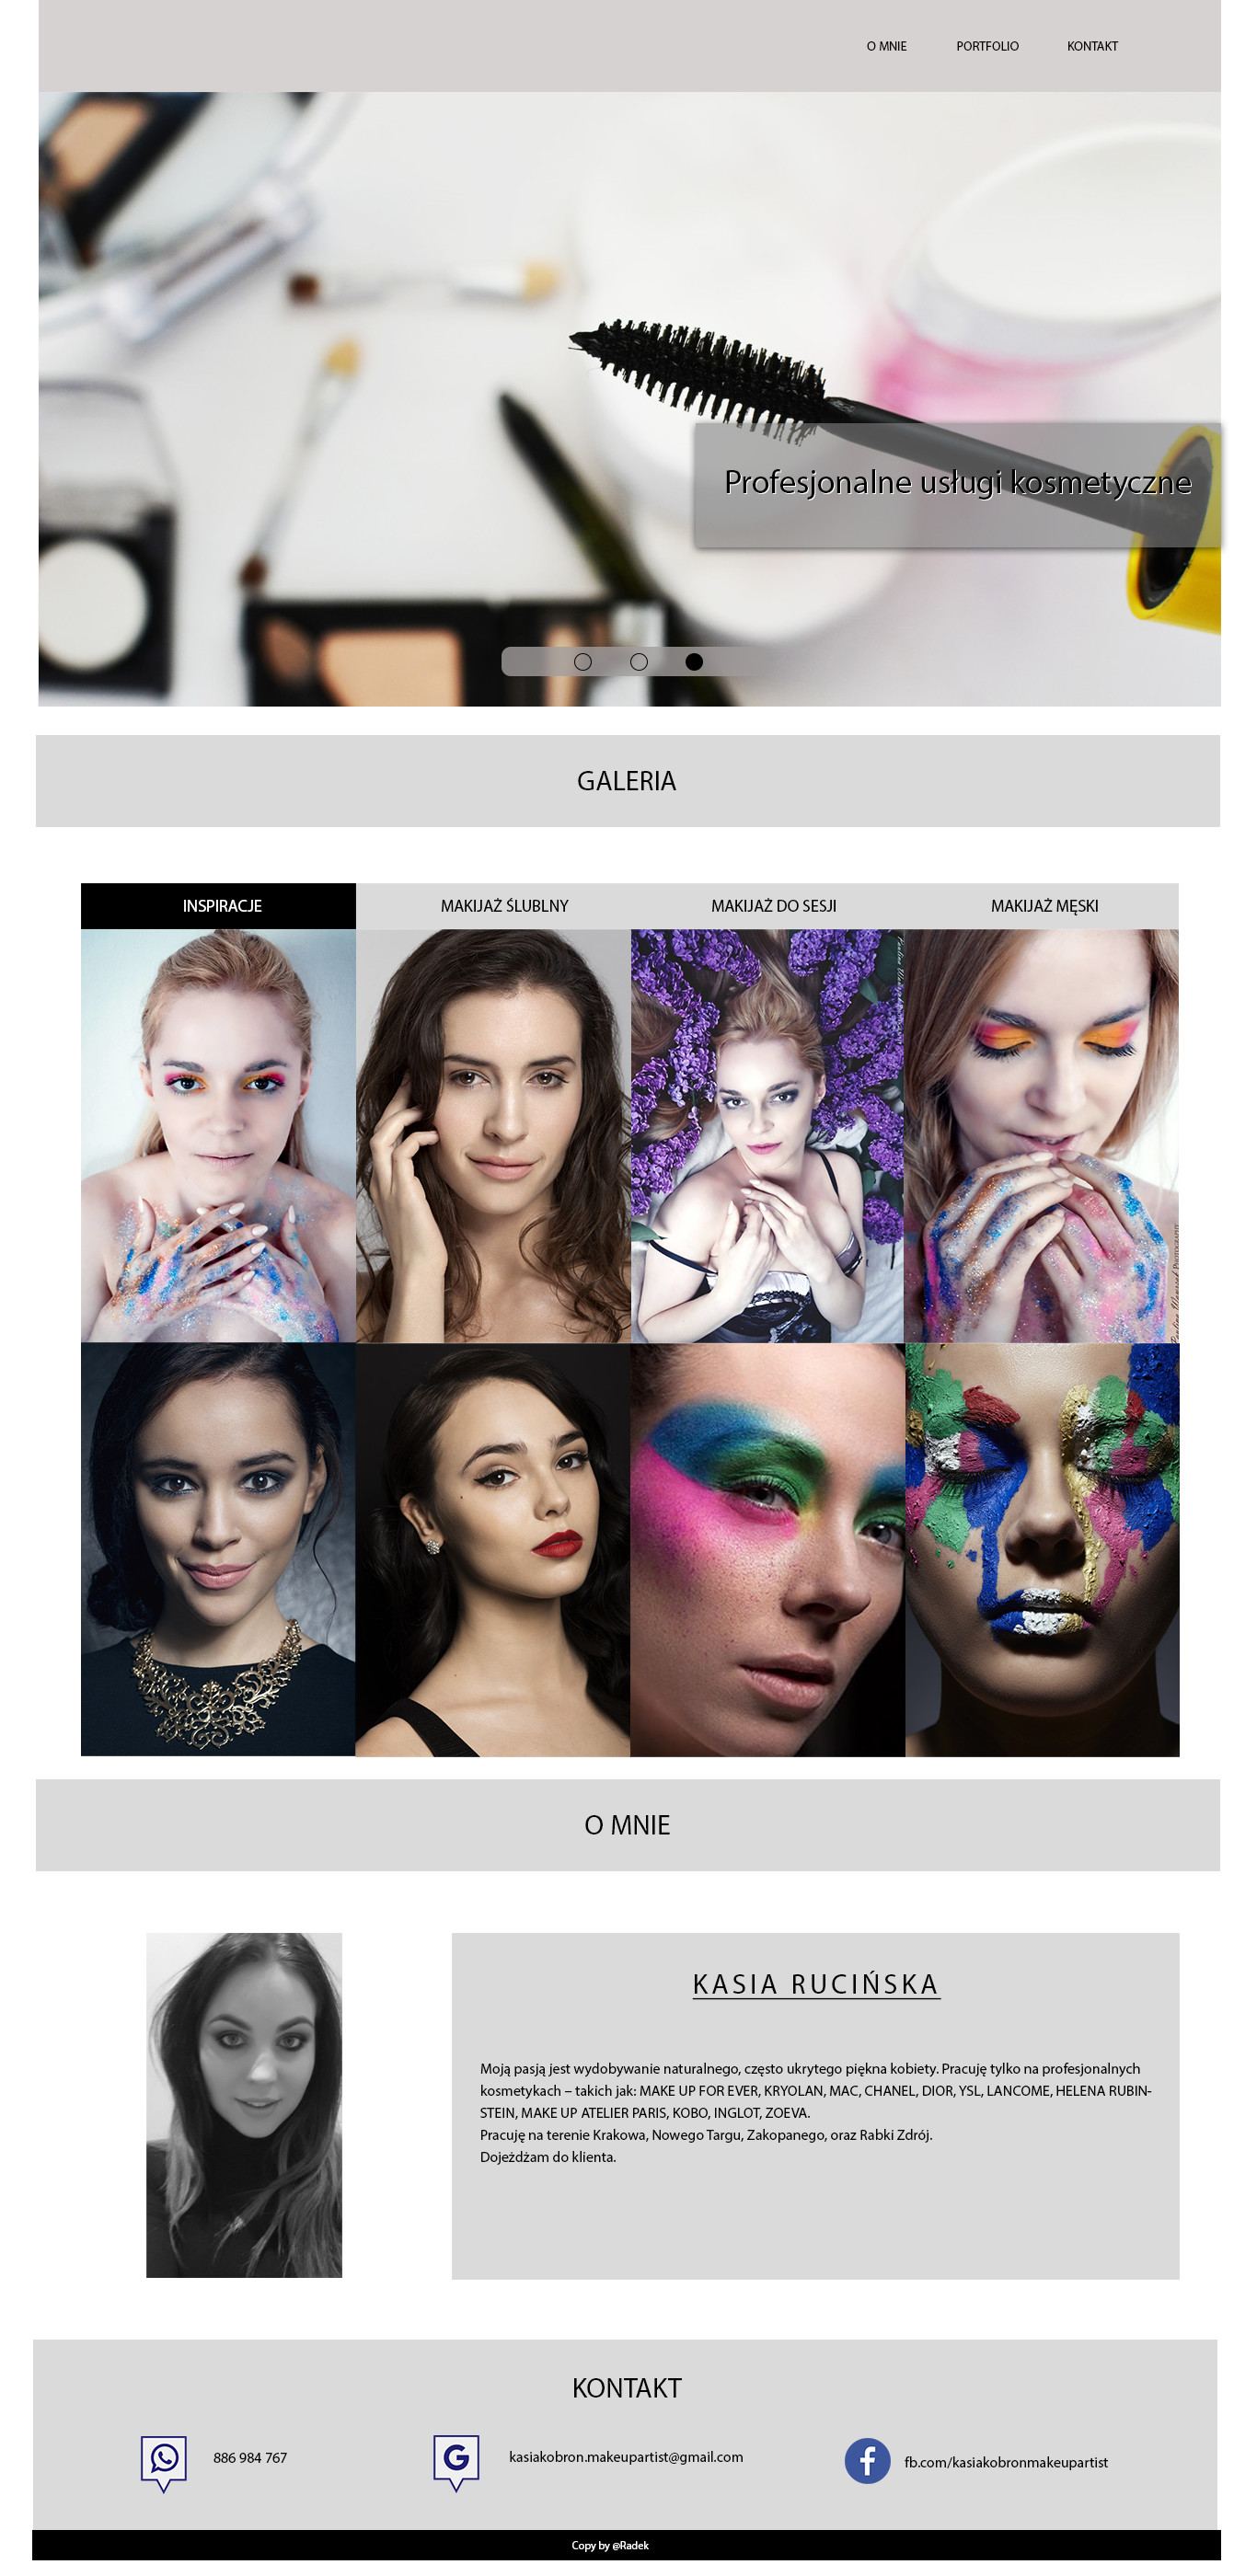 O MNIE PORTFOLIO KONTAKT
Profesjonalne usługi kosmetyczne
GALERIA
INSPIRACJE MAKIJAŻ ŚLUBLNY MAKIJAŻ DO SESJI MAKIJAŻ MĘSKI
O MNIE
KASIA RUCIŃSKA
Moją pasją jest wydobywanie naturalnego, często ukrytego piękna kobiety. Pracuję tylko na profesjonalnych
kosmetykach – takich jak: MAKE UP FOR EVER, KRYOLAN, MAC, CHANEL, DIOR, YSL, LANCOME, HELENA RUBIN-
STEIN, MAKE UP ATELIER PARIS, KOBO, INGLOT, ZOEVA.
Pracuję na terenie Krakowa, Nowego Targu, Zakopanego, oraz Rabki Zdrój.
Dojeżdżam do klienta.
KONTAKT
886 984 767
kasiakobron.makeupartist@gmail.com
fb.com/kasiakobronmakeupartist
Copy by @Radek